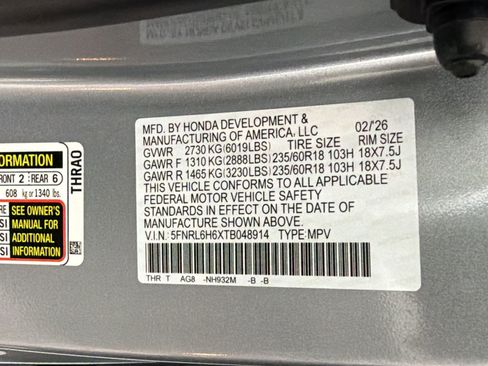 MFD. BY HONDA DEVELOPMENT & 02/'26
MANUFACTURING OF AMERICA, LLC
GVWR 2730 KG (6019LBS) TIRE SIZE RIM SIZE
GAWR F 1310 KG (2888LBS) 235/60R18 103H 18X7.5J
GAWR R 1465 KG (3230LBS) 235/60R18 103H 18X7.5J
THIS VEHICLE CONFORMS TO ALL APPLICABLE
FEDERAL MOTOR VEHICLE SAFETY
STANDARDS IN EFFECT ON THE DATE OF
MANUFACTURE SHOWN ABOVE.
V.I.N.: 5FNRL6H6XTB048914 TYPE: MPV
THR T AG8 -NH932M -B -B
FORMATION
FRONT 2 : REAR 6
608 kg or 1340 lbs.
SEE OWNER'S
MANUAL FOR
ADDITIONAL
INFORMATION
THRA0